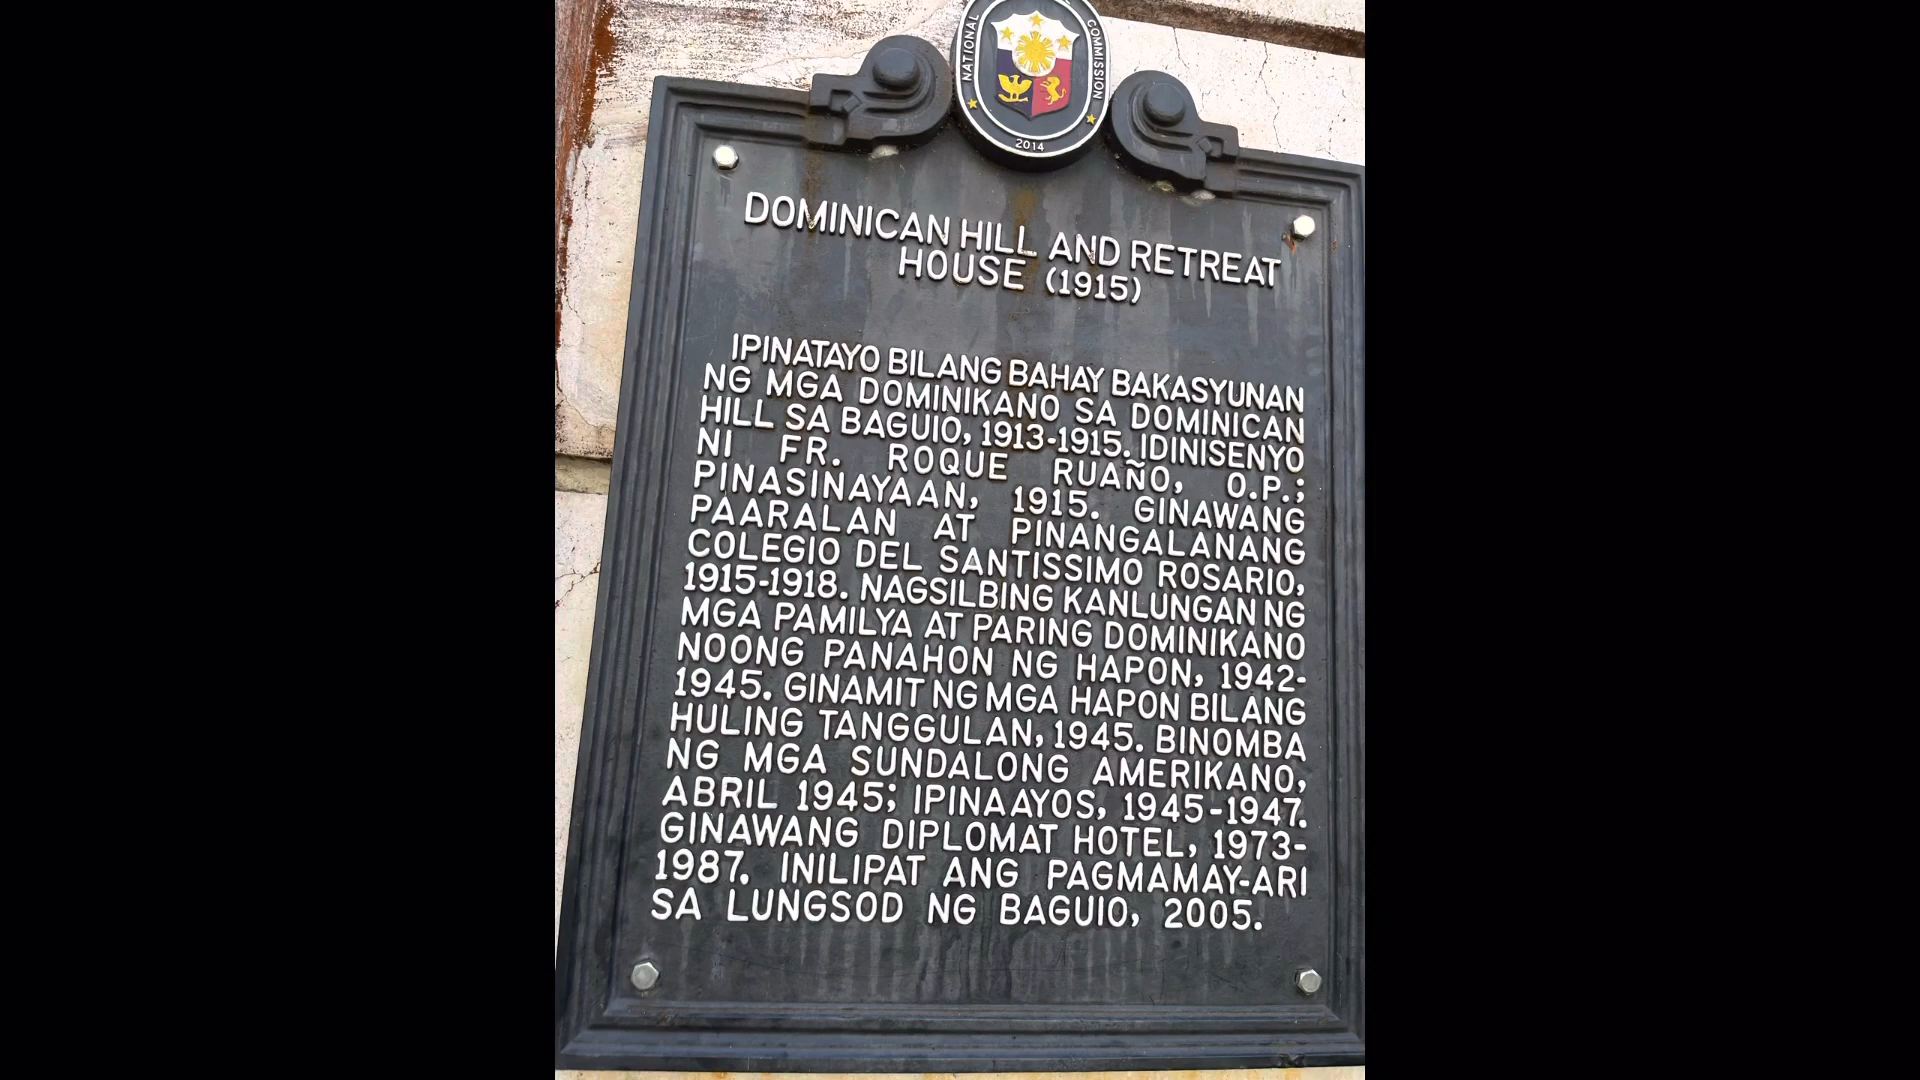 NATIONAL
COMMISSION
2014
DOMINICAN HILL AND RETREAT
HOUSE (1915)
IPINATAYO BILANG BAHAY BAKASYUNAN
NG MGA DOMINIKANO SA DOMINICAN
HILL SA BAGUIO, 1913-1915. IDINISENYO
NI FR. ROQUE RUAÑO, O.P.;
PINASINAYAAN, 1915. GINAWANG
PAARALAN AT PINANGALANANG
COLEGIO DEL SANTISSIMO ROSARIO,
1915-1918. NAGSILBING KANLUNGAN NG
MGA PAMILYA AT PARING DOMINIKANO
NOONG PANAHON NG HAPON, 1942-
1945. GINAMIT NG MGA HAPON BILANG
HULING TANGGULAN, 1945. BINOMBA
NG MGA SUNDALONG AMERIKANO,
ABRIL 1945; IPINAAYOS, 1945-1947.
GINAWANG DIPLOMAT HOTEL, 1973-
1987. INILIPAT ANG PAGMAMAY-ARI
SA LUNGSOD NG BAGUIO, 2005.